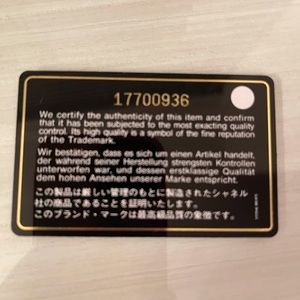 17700936
We certify the authenticity of this item and confirm
that it has been subjected to the most exacting quality
control. Its high quality is a symbol of the fine reputation
of the Trademark.
Wir bestätigen, dass es sich um einen Artikel handelt,
der während seiner Herstellung strengsten Kontrollen
unterworfen war, und dessen erstklassige Qualität
dem hohen Ansehen unserer Marke entspricht.
この製品は厳しい管理のもとに製造されたシャネル
社の商品であることを証明いたします。
このブランド・マークは最高級品質の象徴です。